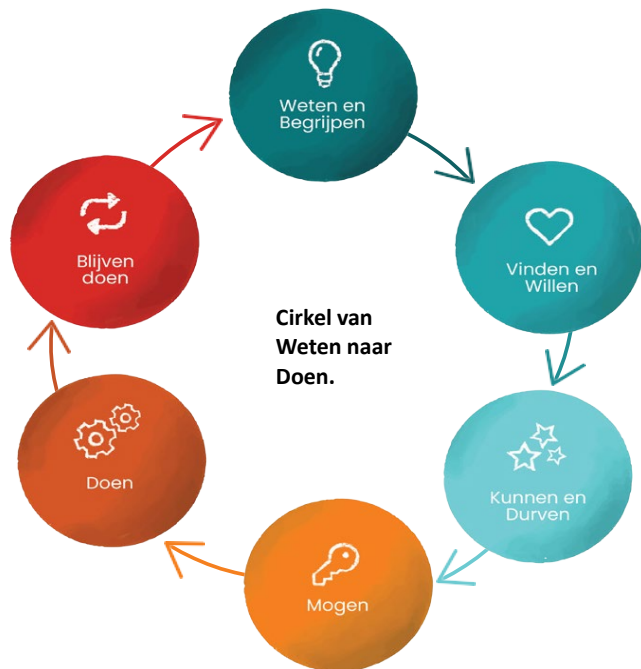 Weten en
Begrijpen
Vinden en
Willen
Kunnen en
Durven
Mogen
Doen
Blijven
doen
Cirkel van
Weten naar
Doen.